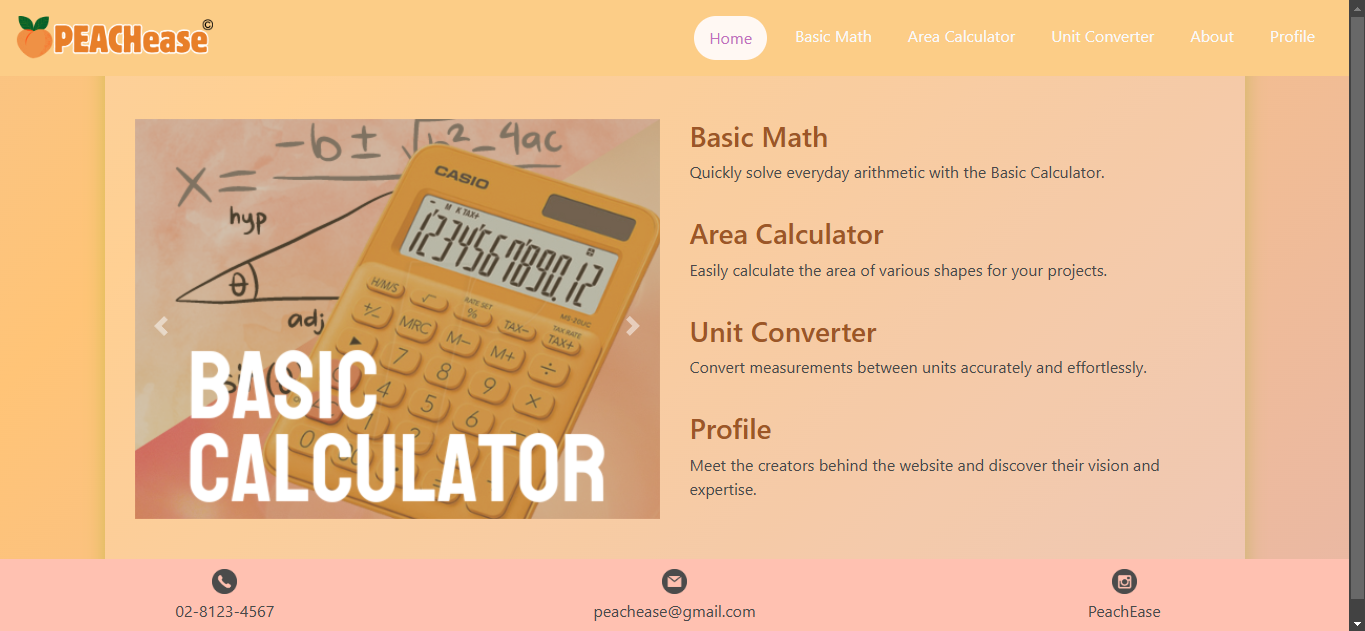 PEACHease©
Home
Basic Math
Area Calculator
Unit Converter
About
Profile
-b ± √b²-4ac
x =
hyp
θ
adj
CASIO
M K TAX+
1234567890.12
H/M/S
√
RATE SET
%
MS-20UC
TAX-
TAX RATE
TAX+
+/-
MRC
M-
M+
÷
▶
7
8
9
×
4
5
6
-
0
1
BASIC
CALCULATOR
Basic Math
Quickly solve everyday arithmetic with the Basic Calculator.
Area Calculator
Easily calculate the area of various shapes for your projects.
Unit Converter
Convert measurements between units accurately and effortlessly.
Profile
Meet the creators behind the website and discover their vision and
expertise.
02-8123-4567
peachease@gmail.com
PeachEase